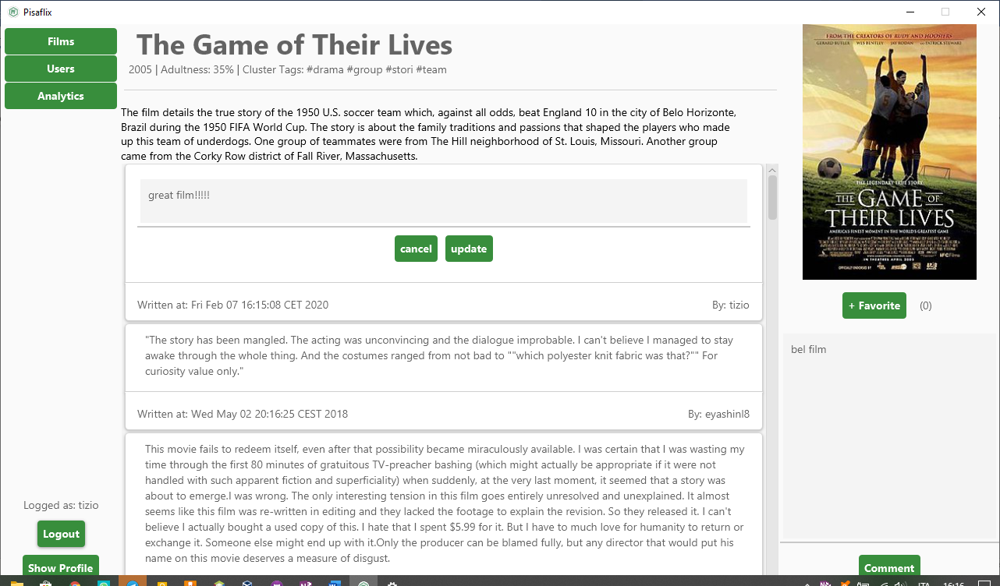 Pisaflix
Films
Users
Analytics
The Game of Their Lives
2005 | Adultness: 35% | Cluster Tags: #drama #group #stori #team
The film details the true story of the 1950 U.S. soccer team which, against all odds, beat England 10 in the city of Belo Horizonte,
Brazil during the 1950 FIFA World Cup. The story is about the family traditions and passions that shaped the players who made
up this team of underdogs. One group of teammates were from The Hill neighborhood of St. Louis, Missouri. Another group
came from the Corky Row district of Fall River, Massachusetts.
great film!!!!!
cancel
update
Written at: Fri Feb 07 16:15:08 CET 2020
By: tizio
"The story has been mangled. The acting was unconvincing and the dialogue improbable. I can't believe I managed to stay
awake through the whole thing. And the costumes ranged from not bad to ""which polyester knit fabric was that?"" For
curiosity value only."
Written at: Wed May 02 20:16:25 CEST 2018
By: eyashinl8
This movie fails to redeem itself, even after that possibility became miraculously available. I was certain that I was wasting my
time through the first 80 minutes of gratuitous TV-preacher bashing (which might actually be appropriate if it were not
handled with such apparent fiction and superficiality) when suddenly, at the very last moment, it seemed that a story was
about to emerge.I was wrong. The only interesting tension in this film goes entirely unresolved and unexplained. It almost
seems like this film was re-written in editing and they lacked the footage to explain the revision. So they released it. I can't
believe I actually bought a used copy of this. I hate that I spent $5.99 for it. But I have to much love for humanity to return or
exchange it. Someone else might end up with it.Only the producer can be blamed fully, but any director that would put his
name on this movie deserves a measure of disgust.
FROM THE CREATORS OF RUDY AND HOOSIERS
GERARD BUTLER WES BENTLEY JAY RODAN AND PATRICK STEWART
THE LEGENDARY TRUE STORY
THE GAME OF
THEIR LIVES
AMERICA'S FINEST MOMENT IN THE WORLD'S GREATEST GAME
IFC Films
IN THEATRES APRIL 2005
OFFICIALLY ENDORSED BY
+ Favorite
(0)
bel film
Comment
Logged as: tizio
Logout
Show Profile
ITA
16:16